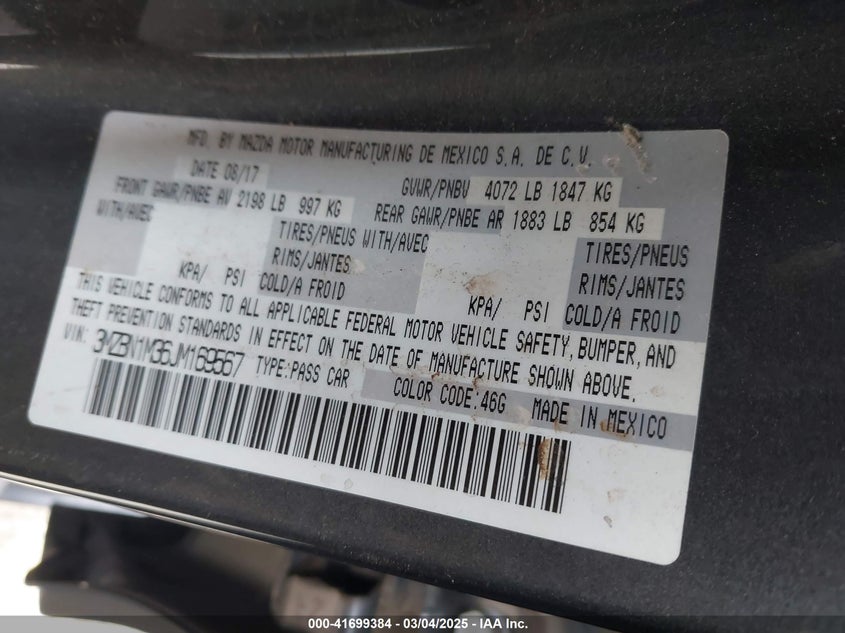 MFD. BY MAZDA MOTOR MANUFACTURING DE MEXICO S.A. DE C.V.
DATE 08/17
GVWR/PNBV 4072 LB 1847 KG
FRONT GAWR/PNBE AV 2198 LB 997 KG
REAR GAWR/PNBE AR 1883 LB 854 KG
WITH/AVEC
TIRES/PNEUS WITH/AVEC
TIRES/PNEUS
RIMS/JANTES
RIMS/JANTES
KPA/ PSI COLD/A FROID
KPA/ PSI COLD/A FROID
THIS VEHICLE CONFORMS TO ALL APPLICABLE FEDERAL MOTOR VEHICLE SAFETY, BUMPER, AND
THEFT PREVENTION STANDARDS IN EFFECT ON THE DATE OF MANUFACTURE SHOWN ABOVE.
VIN: 3MZBN1M36JM169567 TYPE:PASS CAR
COLOR CODE:46G MADE IN MEXICO
000-41699384 - 03/04/2025 - IAA Inc.